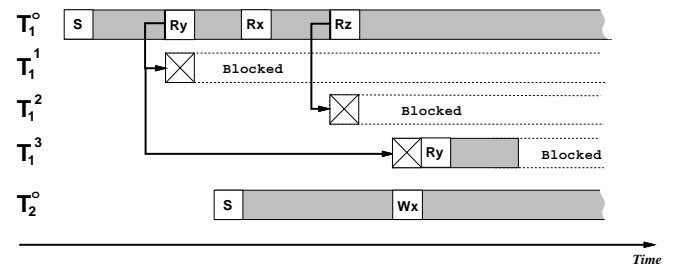 T₁° S Ry Rx Rz
T₁¹ Blocked
T₁² Blocked
T₁³ Ry Blocked
T₂° S Wx
Time